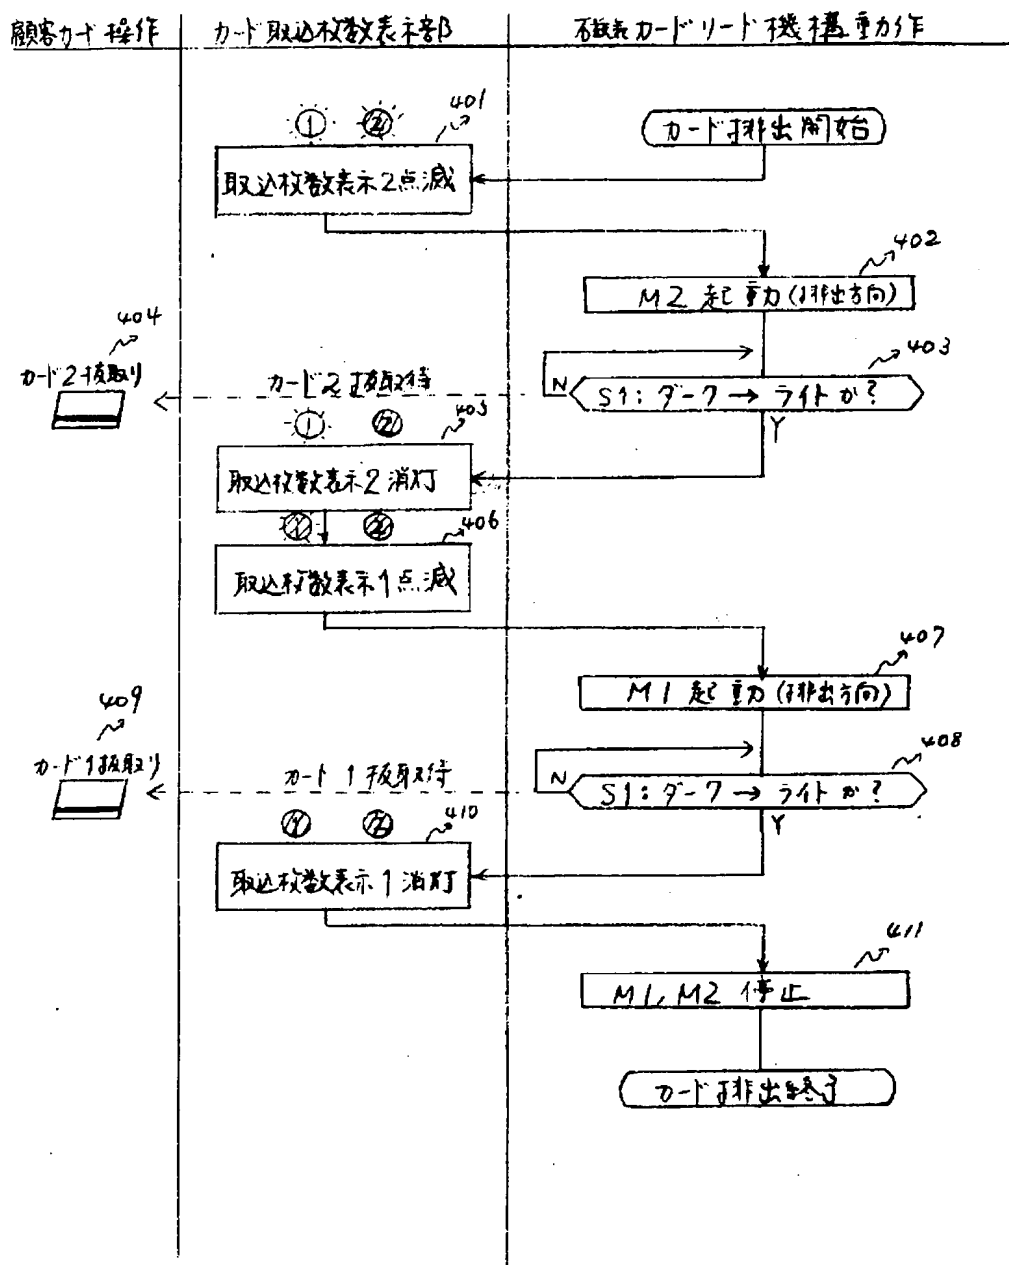 顧客カード操作
カード取込枚数表示部
磁気カードリード機構動作
① ②
401
カード排出開始
取込枚数表示2点滅
402
M2 起動(排出方向)
404
403
カード2抜取り
カード2抜取待
N
S1:ダーク→ライトか?
① ②
405
Y
取込枚数表示2消灯
① ②
406
取込枚数表示1点滅
407
M1 起動(排出方向)
409
408
カード1抜取り
カード1抜取待
N
S1:ダーク→ライトか?
① ②
410
Y
取込枚数表示1消灯
411
M1, M2 停止
カード排出終了